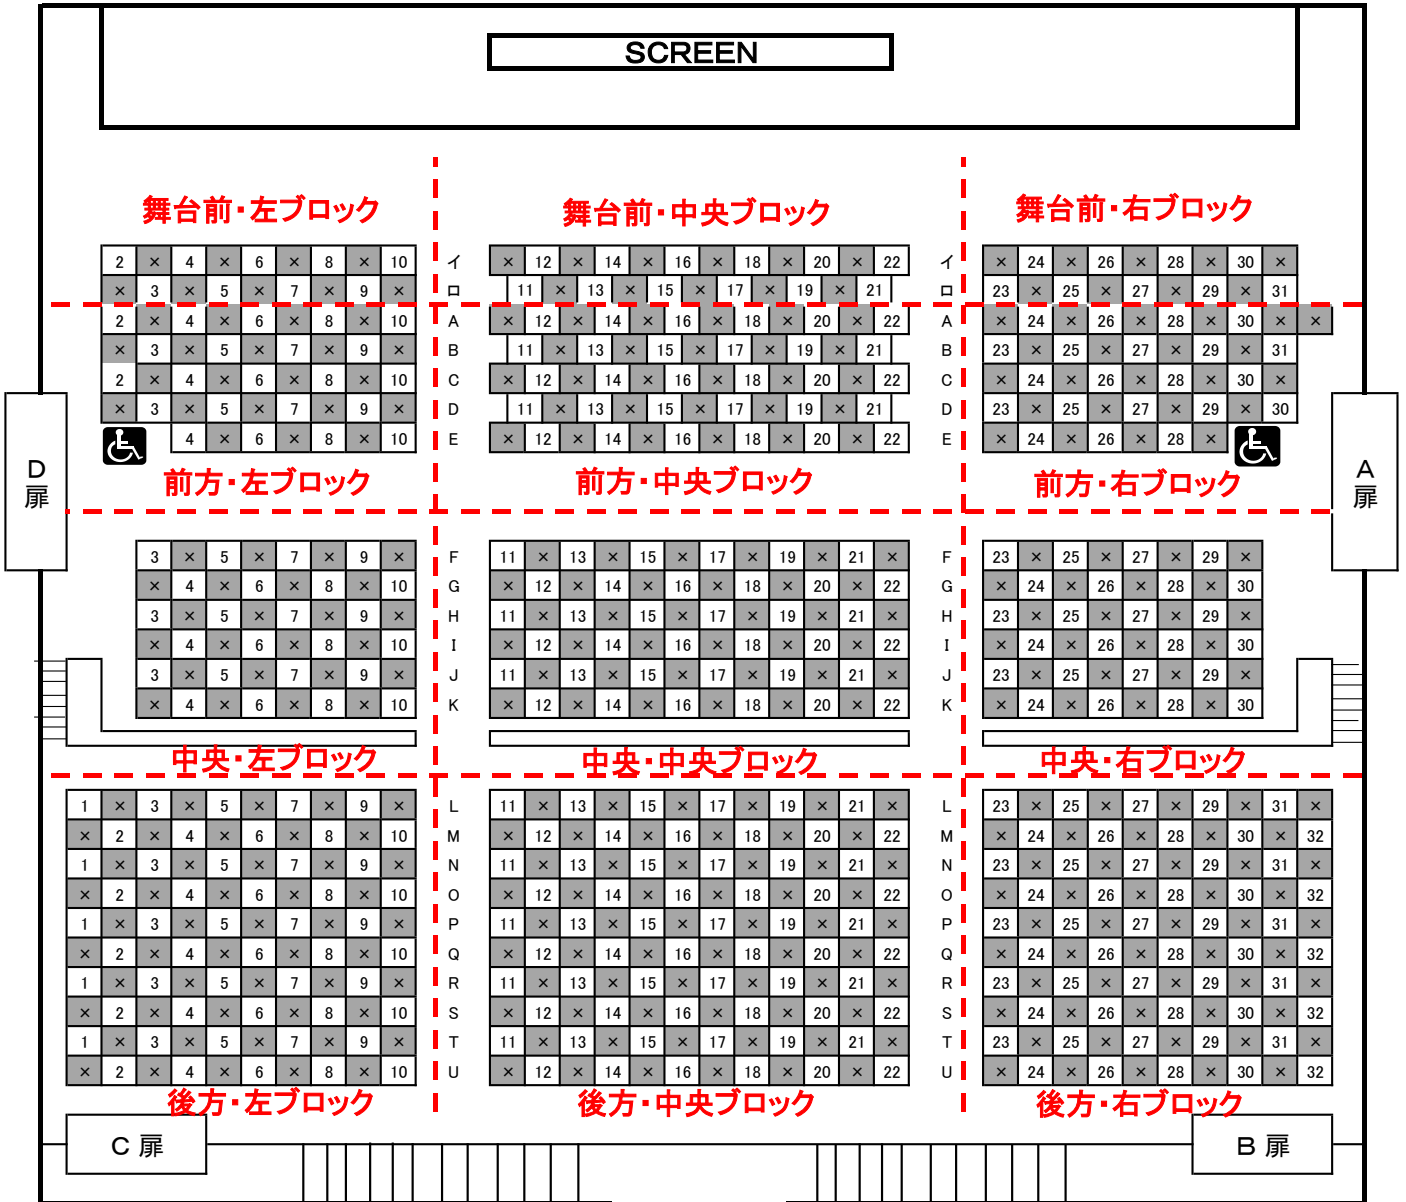 SCREEN
舞台前・左ブロック 舞台前・中央ブロック 舞台前・右ブロック
2 × 4 × 6 × 8 × 10 イ × 12 × 14 × 16 × 18 × 20 × 22 イ × 24 × 26 × 28 × 30 ×
× 3 × 5 × 7 × 9 × ロ 11 × 13 × 15 × 17 × 19 × 21 ロ 23 × 25 × 27 × 29 × 31
2 × 4 × 6 × 8 × 10 A × 12 × 14 × 16 × 18 × 20 × 22 A × 24 × 26 × 28 × 30 × ×
× 3 × 5 × 7 × 9 × B 11 × 13 × 15 × 17 × 19 × 21 B 23 × 25 × 27 × 29 × 31
2 × 4 × 6 × 8 × 10 C × 12 × 14 × 16 × 18 × 20 × 22 C × 24 × 26 × 28 × 30 ×
× 3 × 5 × 7 × 9 × D 11 × 13 × 15 × 17 × 19 × 21 D 23 × 25 × 27 × 29 × 30
4 × 6 × 8 × 10 E × 12 × 14 × 16 × 18 × 20 × 22 E × 24 × 26 × 28 ×
D扉
前方・左ブロック 前方・中央ブロック 前方・右ブロック
A扉
3 × 5 × 7 × 9 × F 11 × 13 × 15 × 17 × 19 × 21 × F 23 × 25 × 27 × 29 ×
× 4 × 6 × 8 × 10 G × 12 × 14 × 16 × 18 × 20 × 22 G × 24 × 26 × 28 × 30
3 × 5 × 7 × 9 × H 11 × 13 × 15 × 17 × 19 × 21 × H 23 × 25 × 27 × 29 ×
× 4 × 6 × 8 × 10 I × 12 × 14 × 16 × 18 × 20 × 22 I × 24 × 26 × 28 × 30
3 × 5 × 7 × 9 × J 11 × 13 × 15 × 17 × 19 × 21 × J 23 × 25 × 27 × 29 ×
× 4 × 6 × 8 × 10 K × 12 × 14 × 16 × 18 × 20 × 22 K × 24 × 26 × 28 × 30
中央・左ブロック 中央・中央ブロック 中央・右ブロック
1 × 3 × 5 × 7 × 9 × L 11 × 13 × 15 × 17 × 19 × 21 × L 23 × 25 × 27 × 29 × 31 ×
× 2 × 4 × 6 × 8 × 10 M × 12 × 14 × 16 × 18 × 20 × 22 M × 24 × 26 × 28 × 30 × 32
1 × 3 × 5 × 7 × 9 × N 11 × 13 × 15 × 17 × 19 × 21 × N 23 × 25 × 27 × 29 × 31 ×
× 2 × 4 × 6 × 8 × 10 O × 12 × 14 × 16 × 18 × 20 × 22 O × 24 × 26 × 28 × 30 × 32
1 × 3 × 5 × 7 × 9 × P 11 × 13 × 15 × 17 × 19 × 21 × P 23 × 25 × 27 × 29 × 31 ×
× 2 × 4 × 6 × 8 × 10 Q × 12 × 14 × 16 × 18 × 20 × 22 Q × 24 × 26 × 28 × 30 × 32
1 × 3 × 5 × 7 × 9 × R 11 × 13 × 15 × 17 × 19 × 21 × R 23 × 25 × 27 × 29 × 31 ×
× 2 × 4 × 6 × 8 × 10 S × 12 × 14 × 16 × 18 × 20 × 22 S × 24 × 26 × 28 × 30 × 32
1 × 3 × 5 × 7 × 9 × T 11 × 13 × 15 × 17 × 19 × 21 × T 23 × 25 × 27 × 29 × 31 ×
× 2 × 4 × 6 × 8 × 10 U × 12 × 14 × 16 × 18 × 20 × 22 U × 24 × 26 × 28 × 30 × 32
後方・左ブロック 後方・中央ブロック 後方・右ブロック
C 扉 B 扉